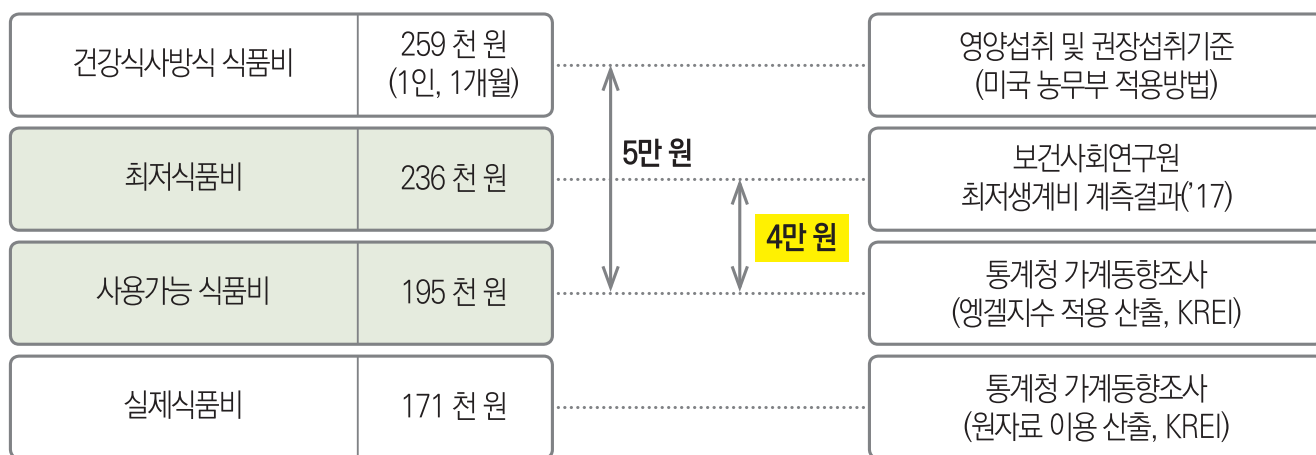 건강식사방식 식품비
259 천 원
(1인, 1개월)
영양섭취 및 권장섭취기준
(미국 농무부 적용방법)
5만 원
최저식품비
236 천 원
보건사회연구원
최저생계비 계측결과('17)
4만 원
사용가능 식품비
195 천 원
통계청 가계동향조사
(엥겔지수 적용 산출, KREI)
실제식품비
171 천 원
통계청 가계동향조사
(원자료 이용 산출, KREI)